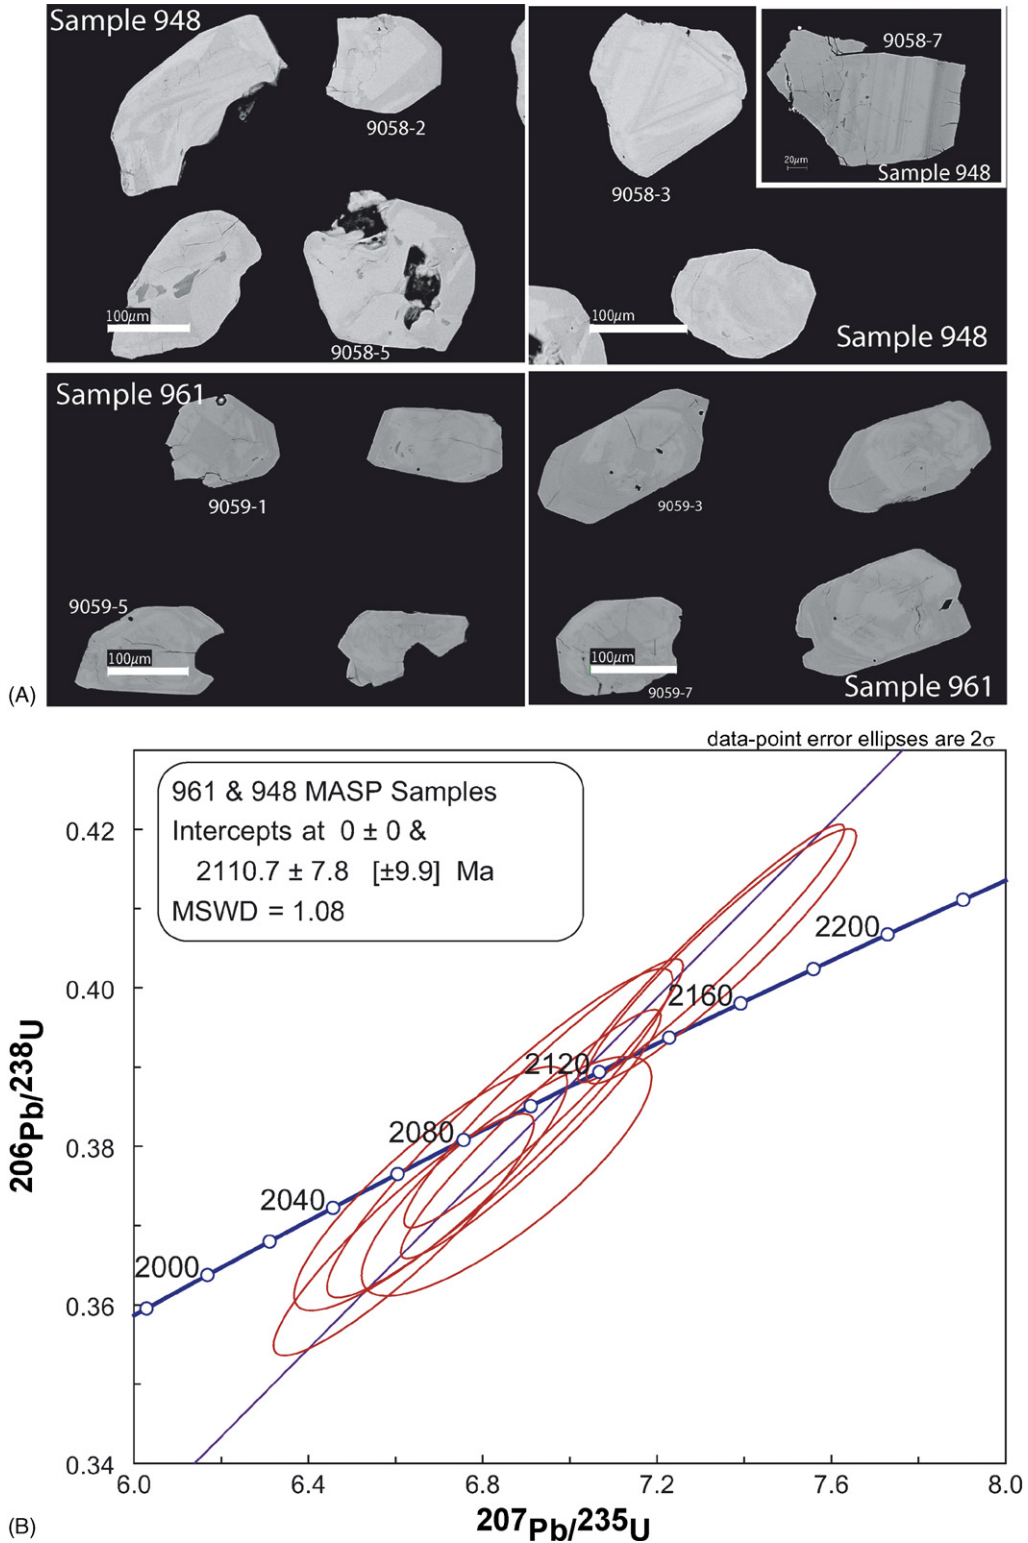 Sample 948
9058-2
9058-5
100µm
9058-3
9058-7
20µm
Sample 948
100µm
Sample 948
Sample 961
9059-1
9059-5
100µm
9059-3
100µm
9059-7
Sample 961
(A)
data-point error ellipses are 2σ
961 & 948 MASP Samples
Intercepts at 0 ± 0 &
2110.7 ± 7.8 [±9.9] Ma
MSWD = 1.08
0.42
0.40
0.38
0.36
0.34
206Pb/238U
2000
2040
2080
2120
2160
2200
6.0
6.4
6.8
7.2
7.6
8.0
207Pb/235U
(B)